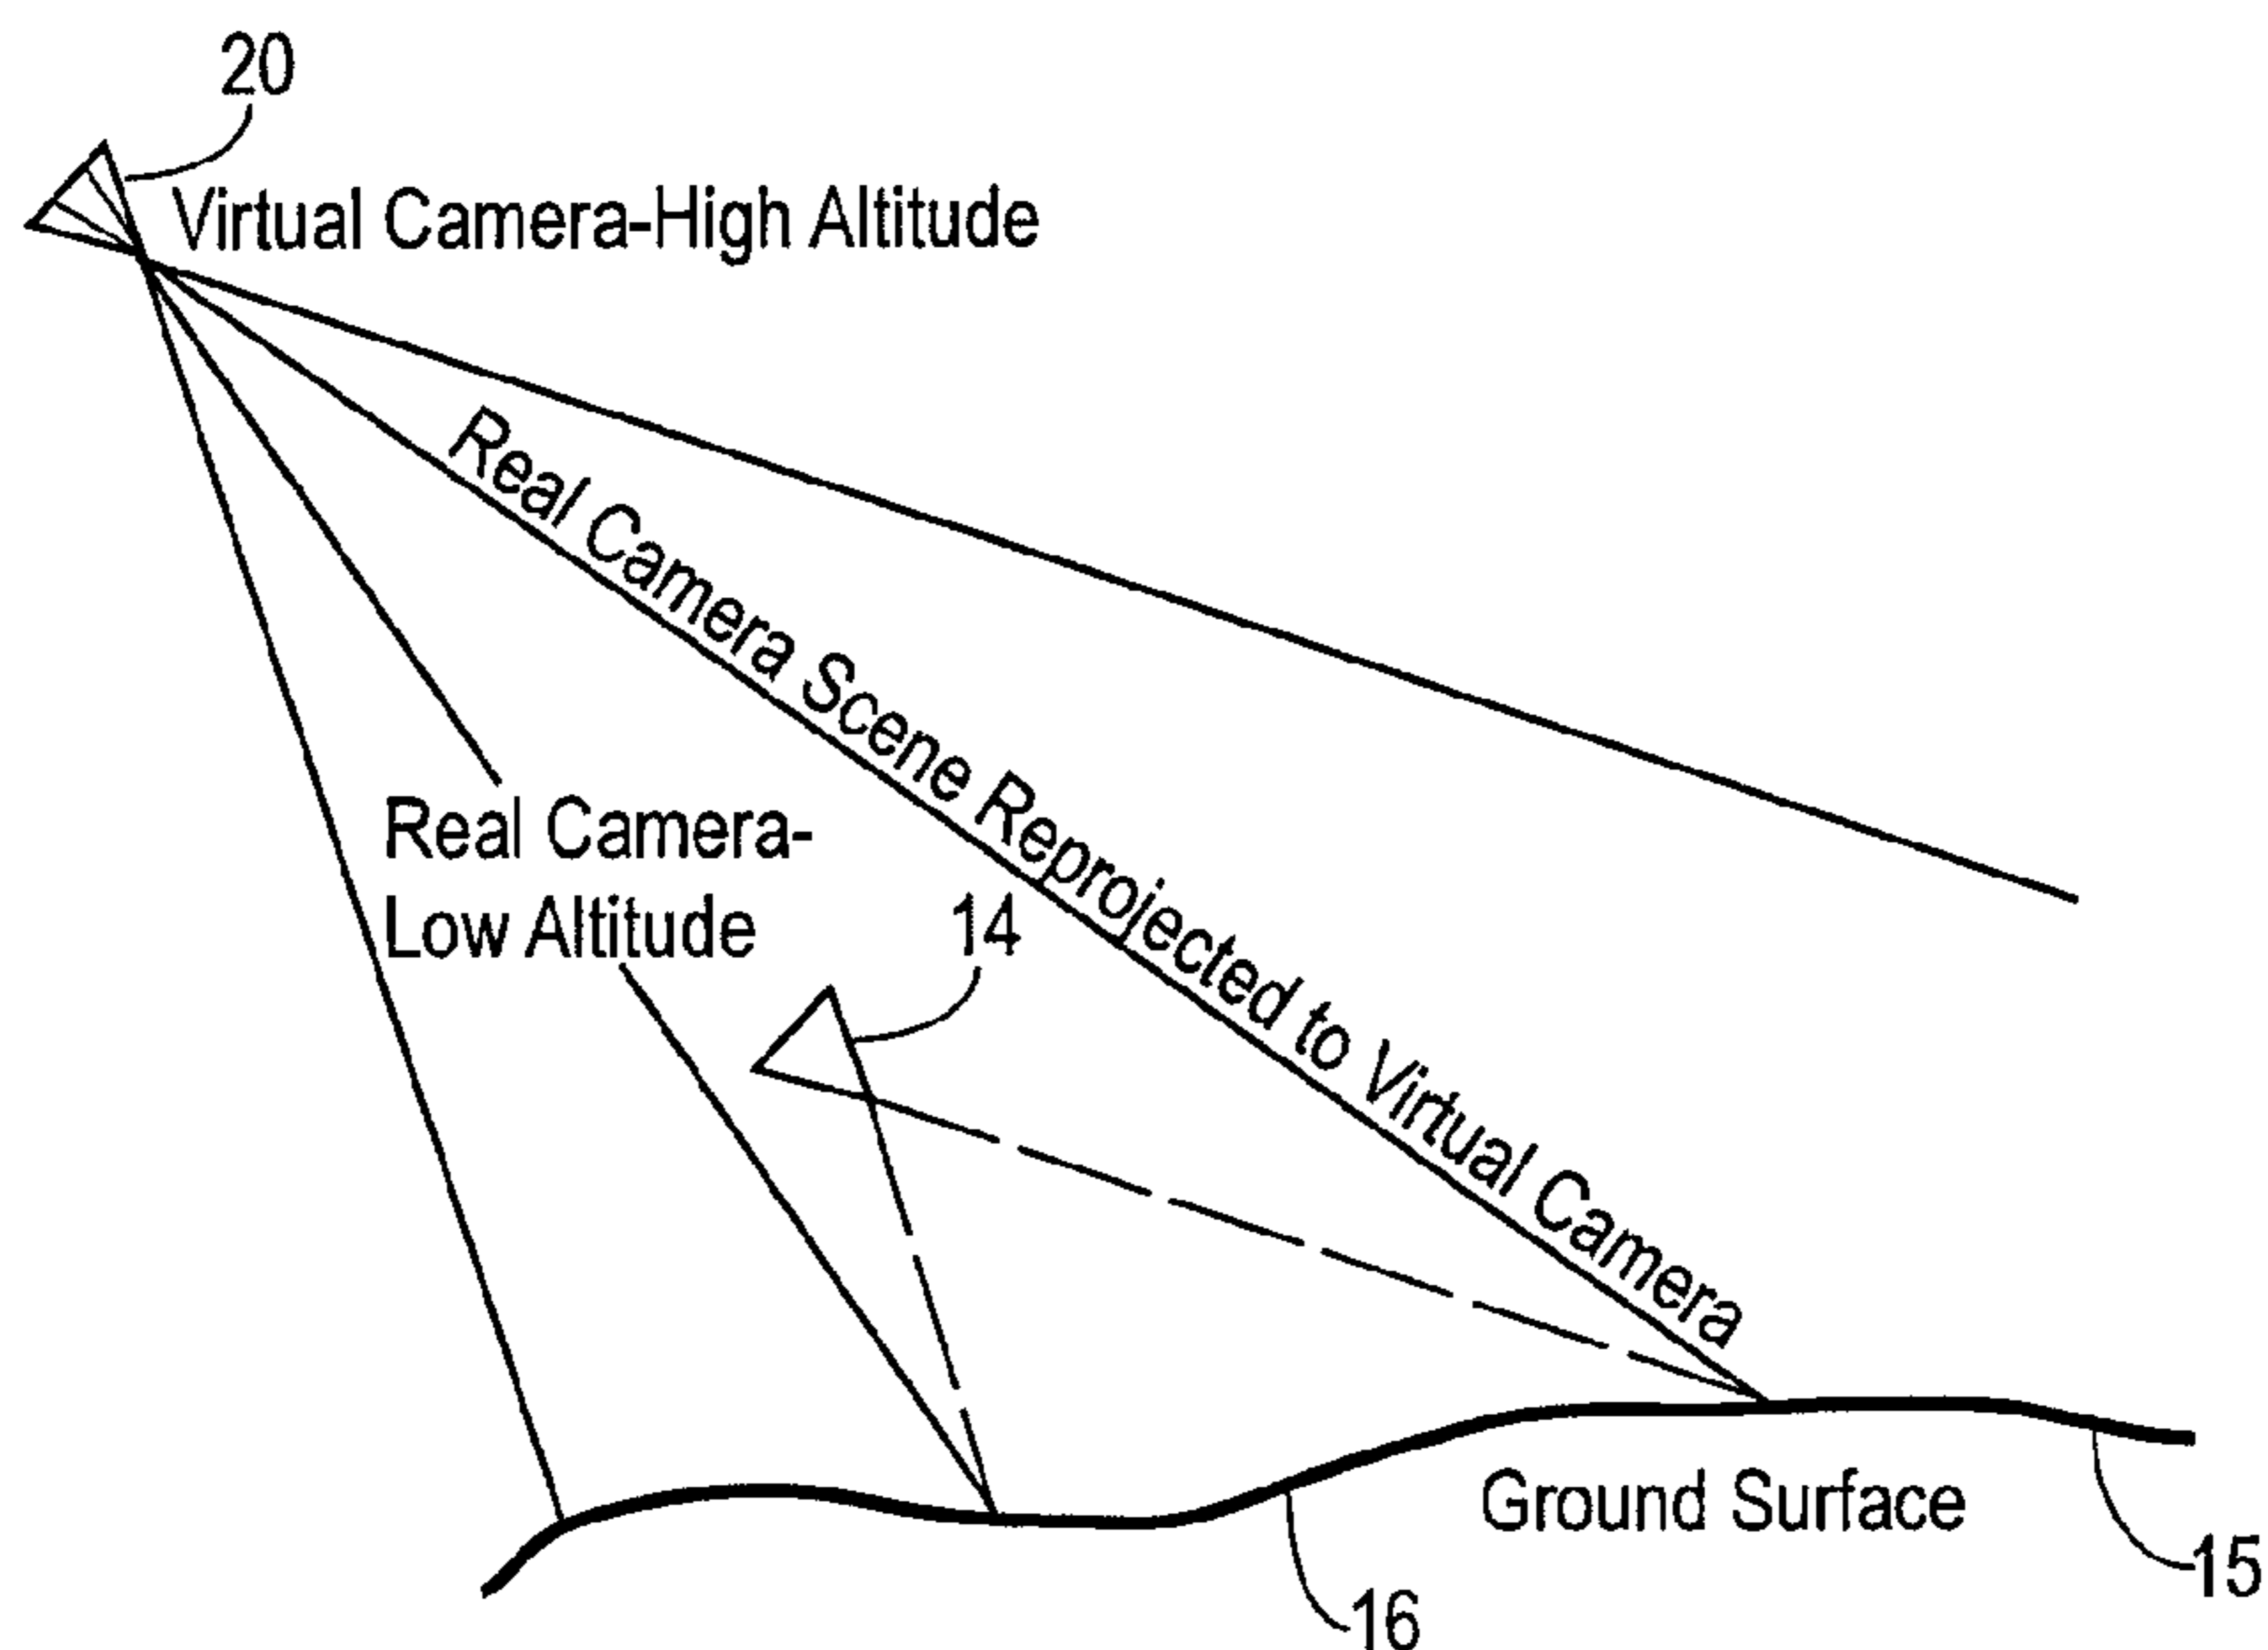 20
Virtual Camera-High Altitude
Real Camera Scene Reprojected to Virtual Camera
Real Camera-
Low Altitude
14
Ground Surface
15
16